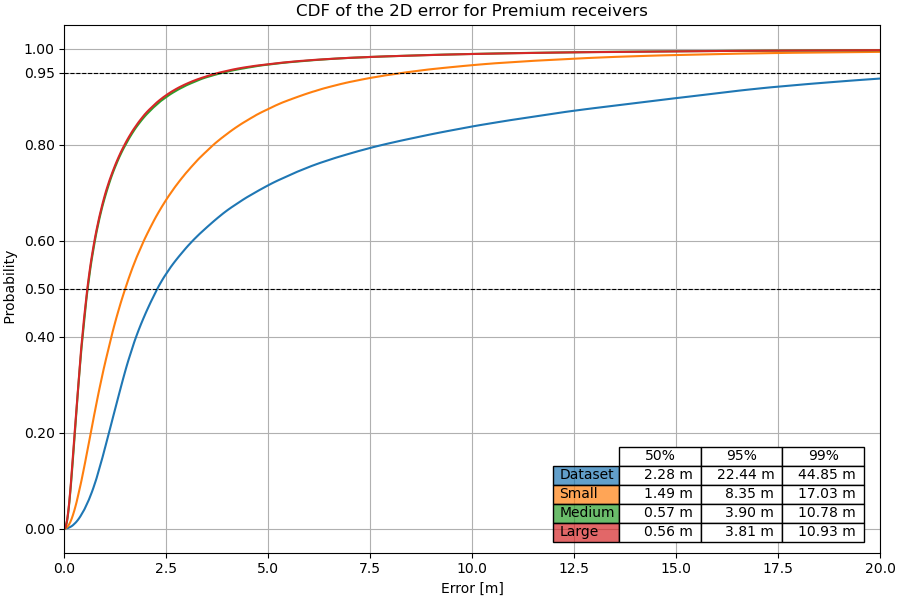 CDF of the 2D error for Premium receivers
1.00
0.95
0.80
0.60
0.50
0.40
0.20
0.00
Probability
50% 95% 99%
Dataset 2.28 m 22.44 m 44.85 m
Small 1.49 m 8.35 m 17.03 m
Medium 0.57 m 3.90 m 10.78 m
Large 0.56 m 3.81 m 10.93 m
0.0 2.5 5.0 7.5 10.0 12.5 15.0 17.5 20.0
Error [m]